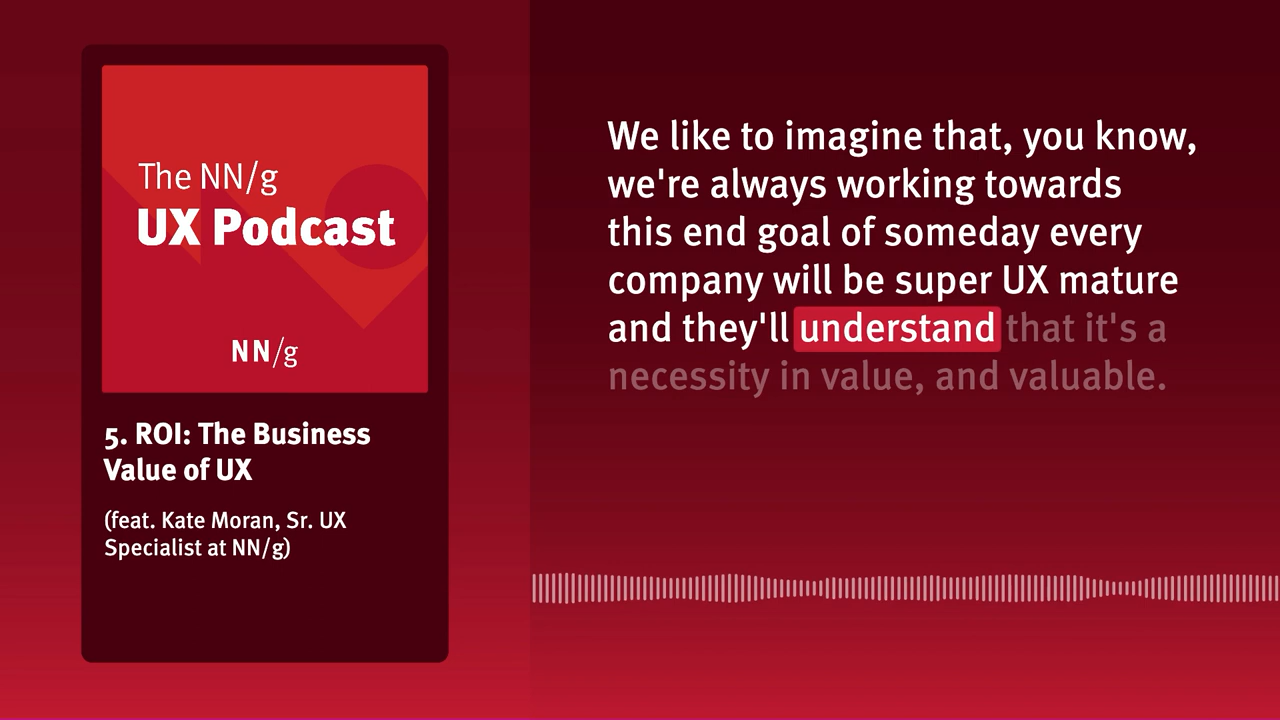 The NN/g
UX Podcast
NN/g
5. ROI: The Business
Value of UX
(feat. Kate Moran, Sr. UX
Specialist at NN/g)
We like to imagine that, you know,
we're always working towards
this end goal of someday every
company will be super UX mature
and they'll understand that it's a
necessity in value, and valuable.